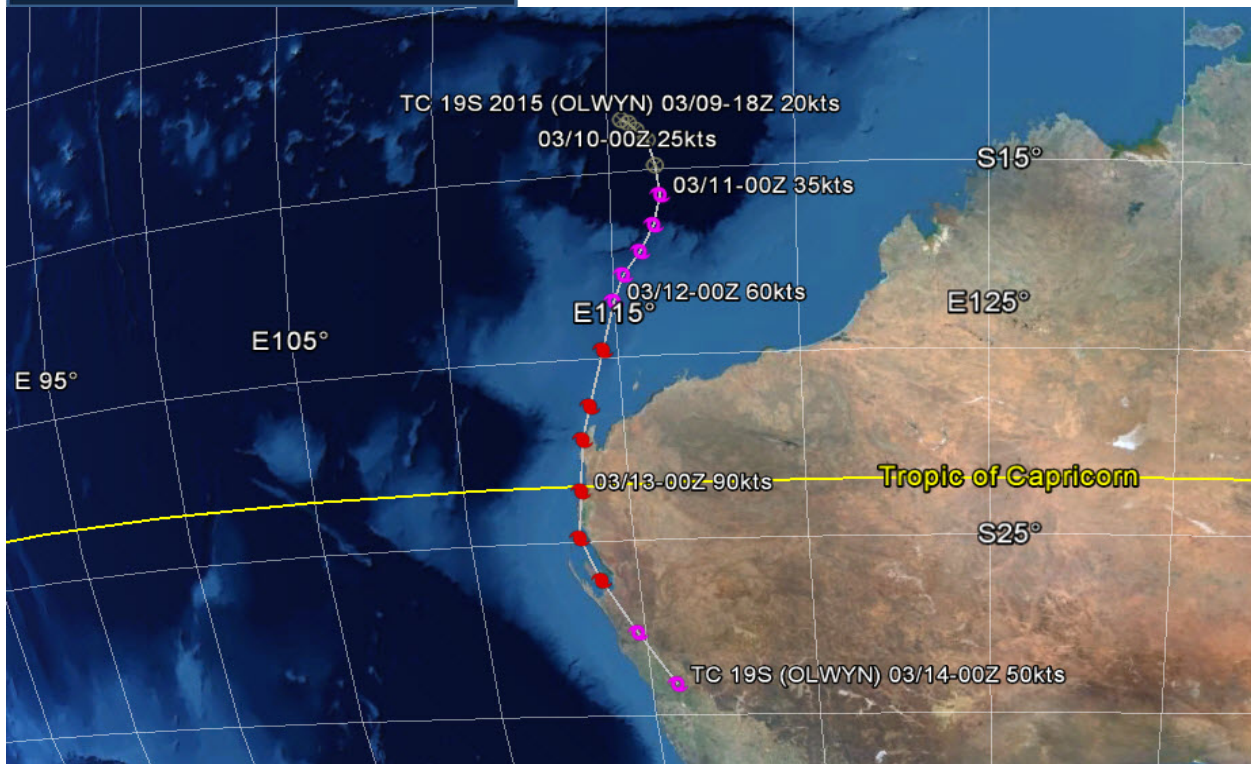 TC 19S 2015 (OLWYN) 03/09-18Z 20kts
03/10-00Z 25kts
S15°
03/11-00Z 35kts
03/12-00Z 60kts
E125°
E115°
E105°
E 95°
03/13-00Z 90kts
Tropic of Capricorn
S25°
TC 19S (OLWYN) 03/14-00Z 50kts